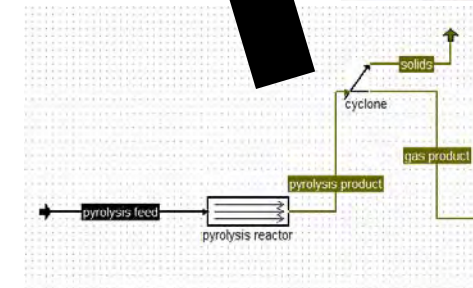 solids
cyclone
gas product
pyrolysis product
pyrolysis feed
pyrolysis reactor